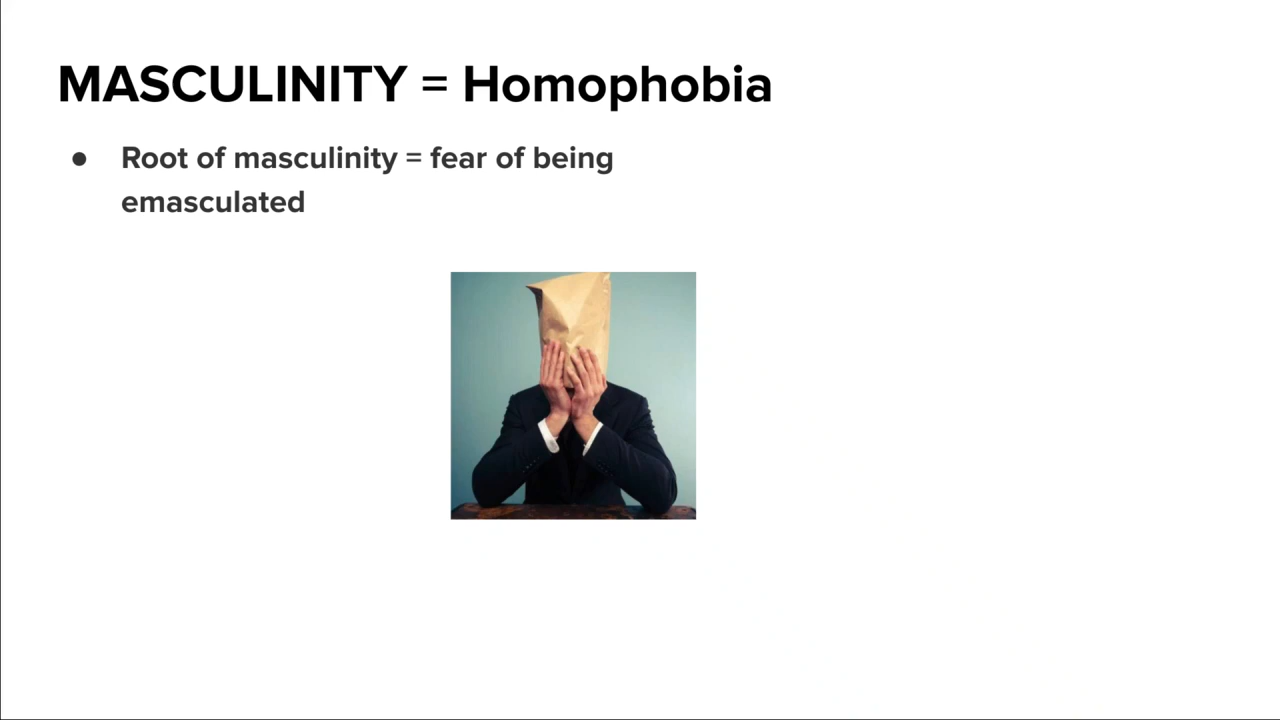 MASCULINITY = Homophobia
● Root of masculinity = fear of being
emasculated